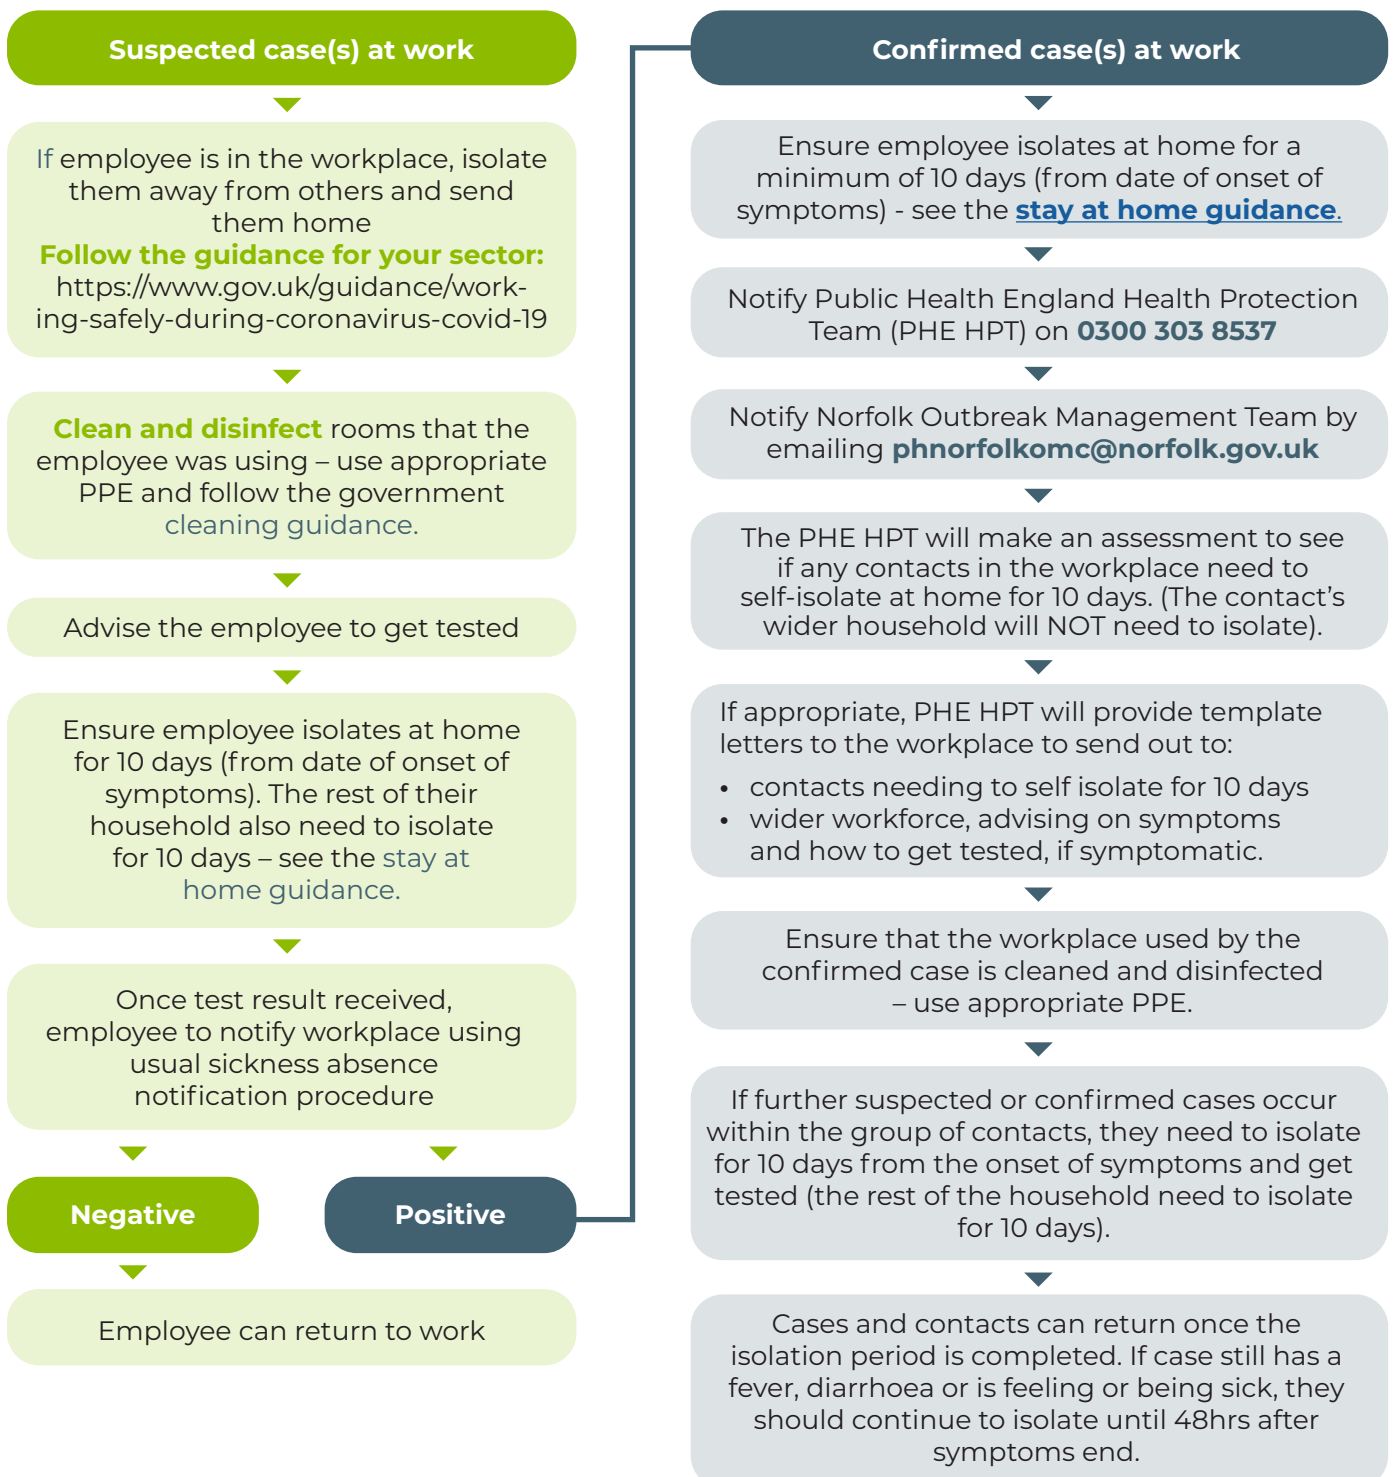 Suspected case(s) at work
If employee is in the workplace, isolate
them away from others and send
them home
Follow the guidance for your sector:
https://www.gov.uk/guidance/work-
ing-safely-during-coronavirus-covid-19
Clean and disinfect rooms that the
employee was using – use appropriate
PPE and follow the government
cleaning guidance.
Advise the employee to get tested
Ensure employee isolates at home
for 10 days (from date of onset of
symptoms). The rest of their
household also need to isolate
for 10 days – see the stay at
home guidance.
Once test result received,
employee to notify workplace using
usual sickness absence
notification procedure
Negative
Positive
Employee can return to work
Confirmed case(s) at work
Ensure employee isolates at home for a
minimum of 10 days (from date of onset of
symptoms) - see the stay at home guidance.
Notify Public Health England Health Protection
Team (PHE HPT) on 0300 303 8537
Notify Norfolk Outbreak Management Team by
emailing phnorfolkomc@norfolk.gov.uk
The PHE HPT will make an assessment to see
if any contacts in the workplace need to
self-isolate at home for 10 days. (The contact's
wider household will NOT need to isolate).
If appropriate, PHE HPT will provide template
letters to the workplace to send out to:
• contacts needing to self isolate for 10 days
• wider workforce, advising on symptoms
and how to get tested, if symptomatic.
Ensure that the workplace used by the
confirmed case is cleaned and disinfected
– use appropriate PPE.
If further suspected or confirmed cases occur
within the group of contacts, they need to isolate
for 10 days from the onset of symptoms and get
tested (the rest of the household need to isolate
for 10 days).
Cases and contacts can return once the
isolation period is completed. If case still has a
fever, diarrhoea or is feeling or being sick, they
should continue to isolate until 48hrs after
symptoms end.